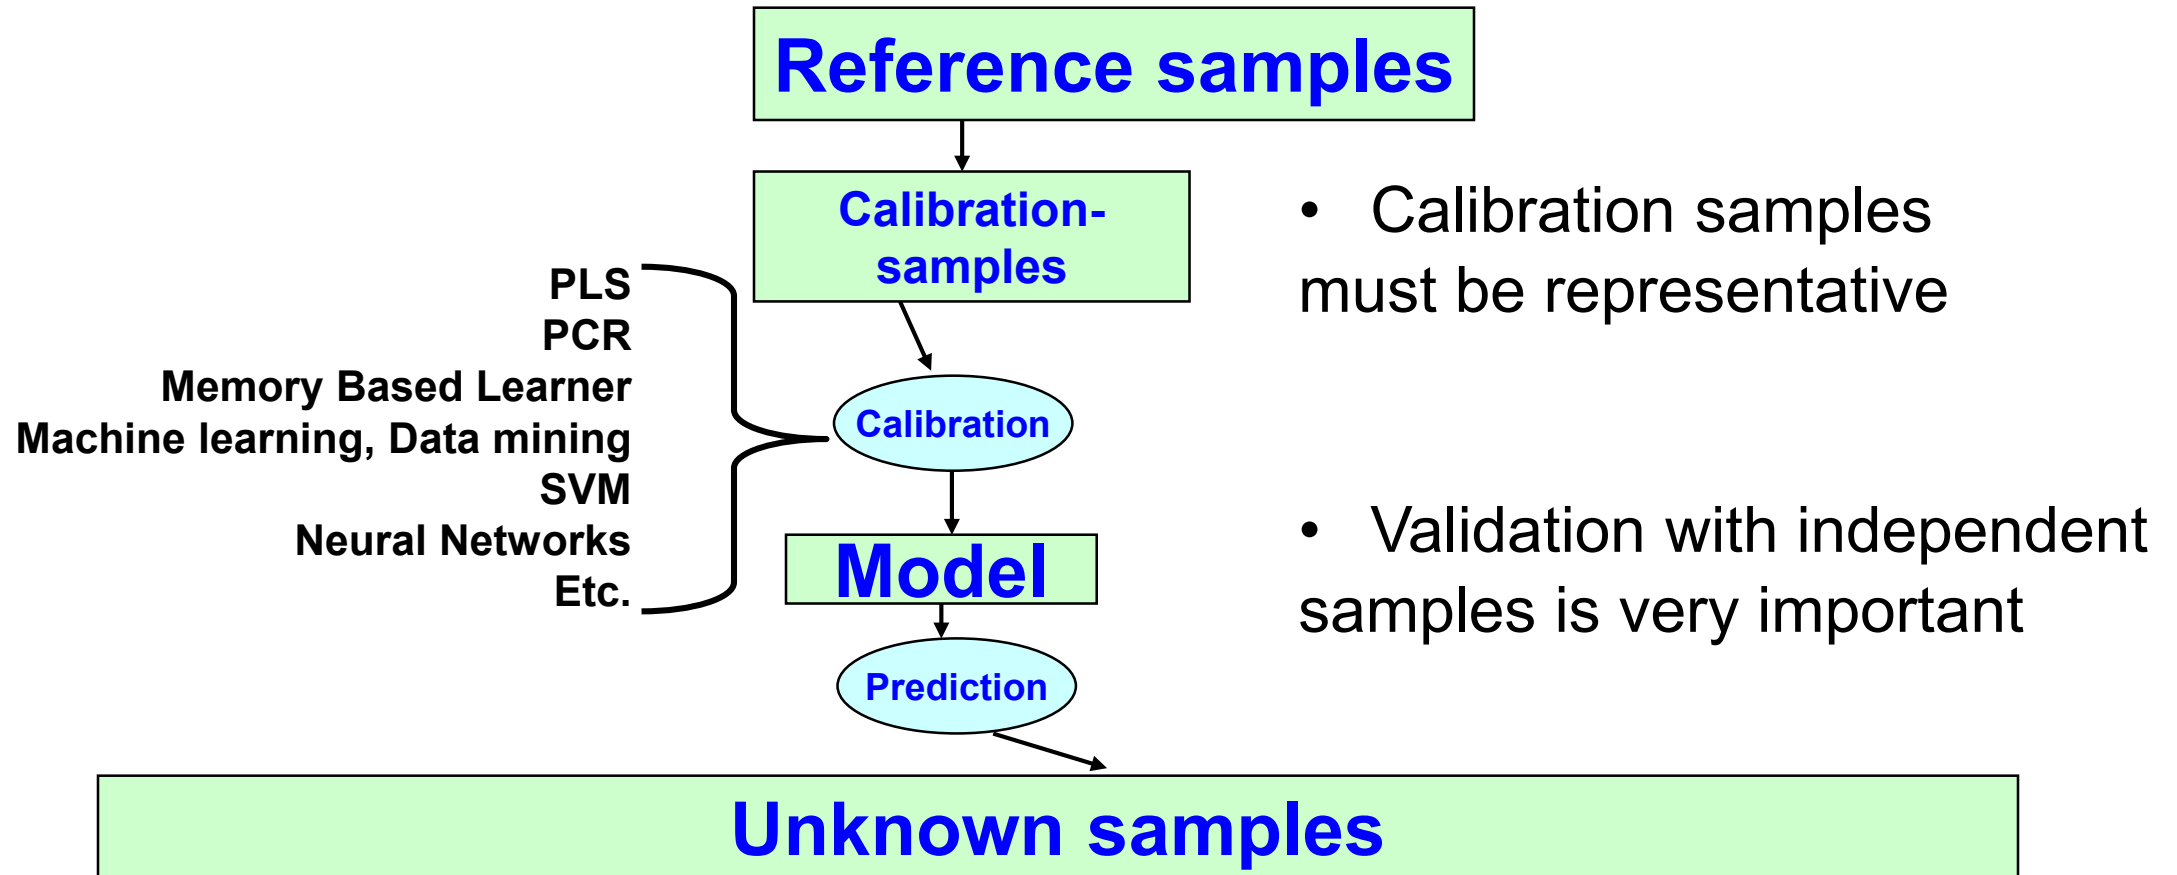 Reference samples
Calibration-
samples
• Calibration samples
must be representative
PLS
PCR
Memory Based Learner
Machine learning, Data mining
SVM
Neural Networks
Etc.
Calibration
Model
• Validation with independent
samples is very important
Prediction
Unknown samples